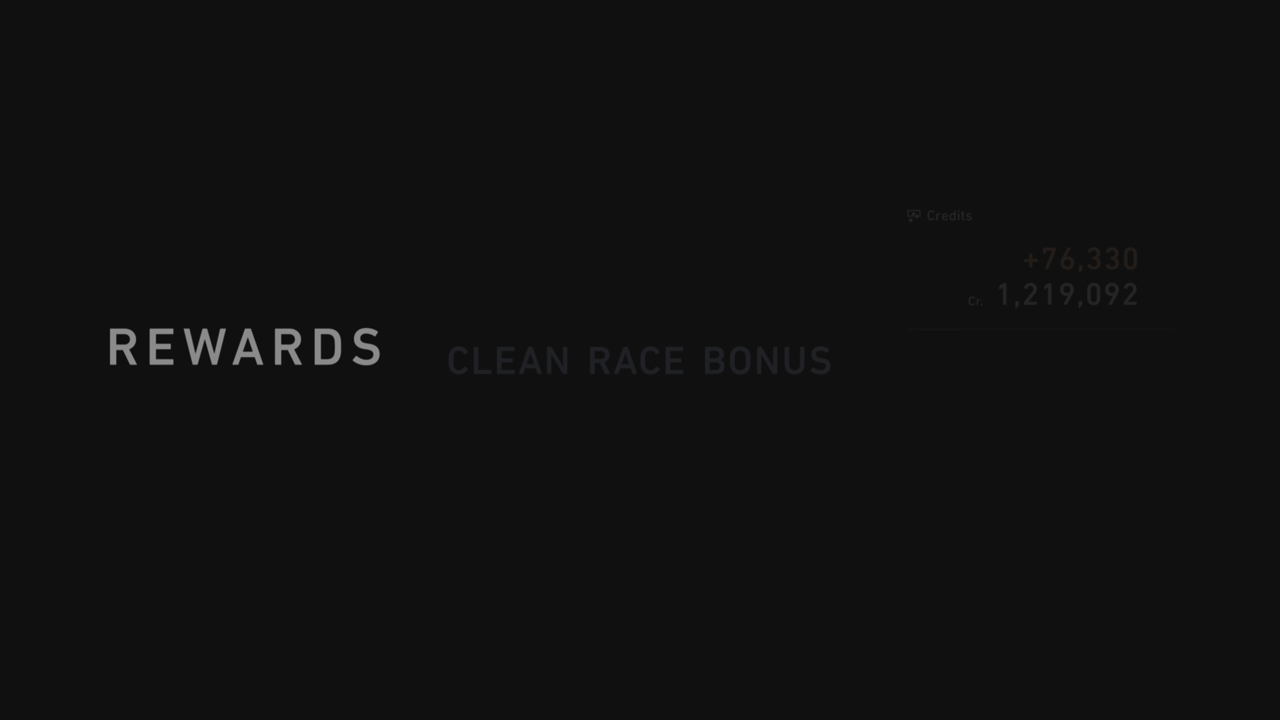 REWARDS
CLEAN RACE BONUS
Credits
+76,330
Cr. 1,219,092